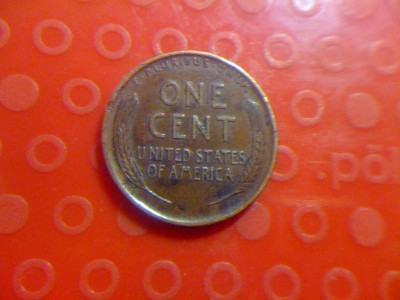 E PLURIBUS UNUM
ONE
CENT
UNITED STATES
OF AMERICA